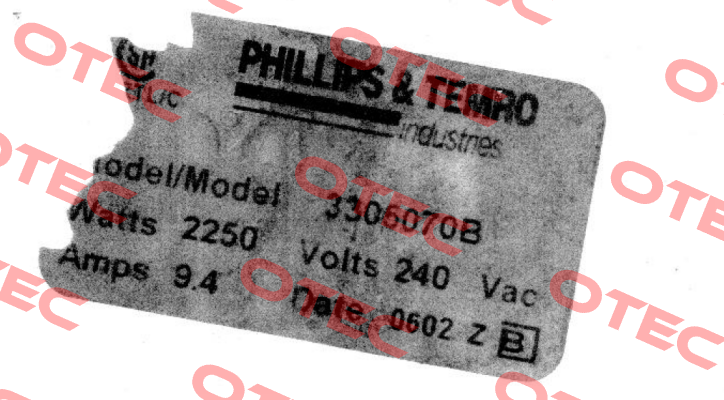 PHILLIPS & TEMRO
industries
Model/Model 3306070B
Watts 2250 Volts 240 Vac
Amps 9.4 Date 0602 Z B
OTEC
OTEC
OTEC
OTEC
OTEC
OTEC
OTEC